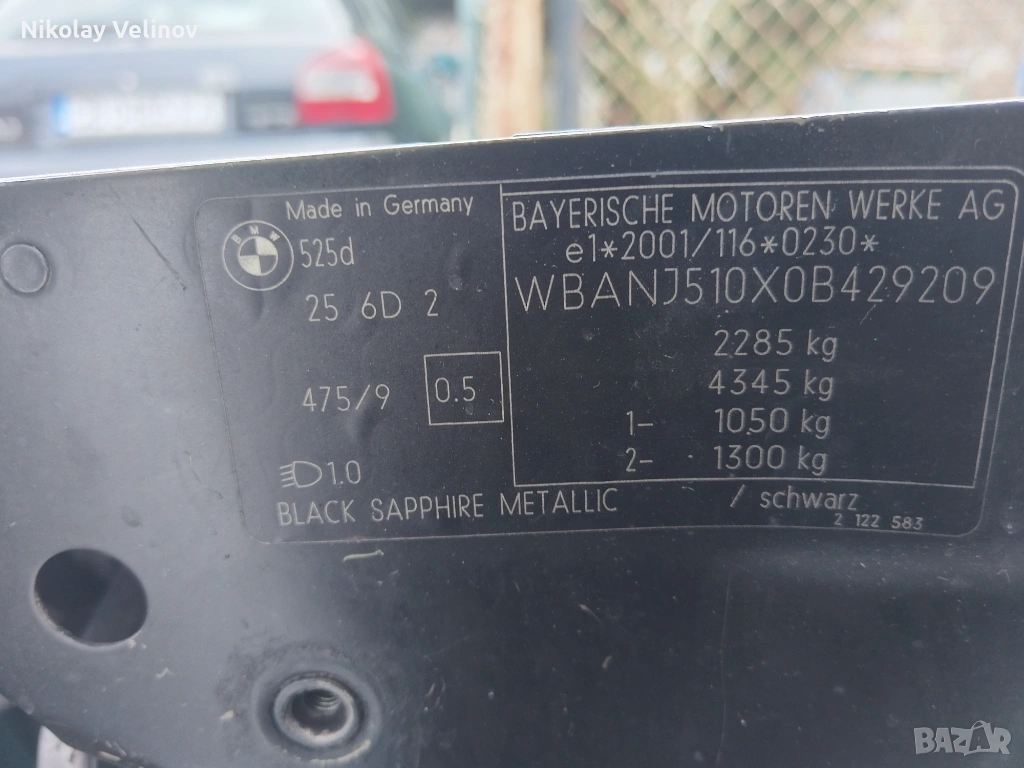 Nikolay Velinov
Made in Germany
BMW
525d
25 6D 2
475/9
0.5
1.0
BLACK SAPPHIRE METALLIC / schwarz
2 122 583
BAYERISCHE MOTOREN WERKE AG
e1*2001/116*0230*
WBANJ510X0B429209
2285 kg
4345 kg
1- 1050 kg
2- 1300 kg
BAZAR